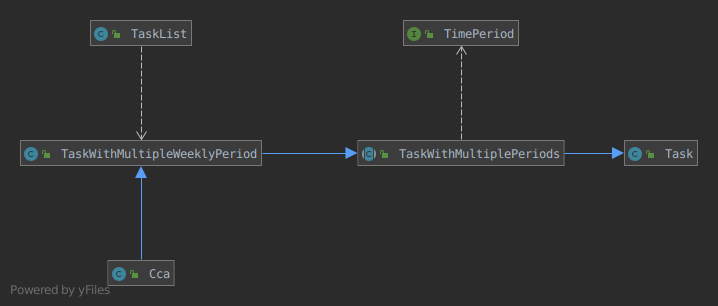 TaskList
TimePeriod
TaskWithMultipleWeeklyPeriod
TaskWithMultiplePeriods
Task
Cca
Powered by yFiles